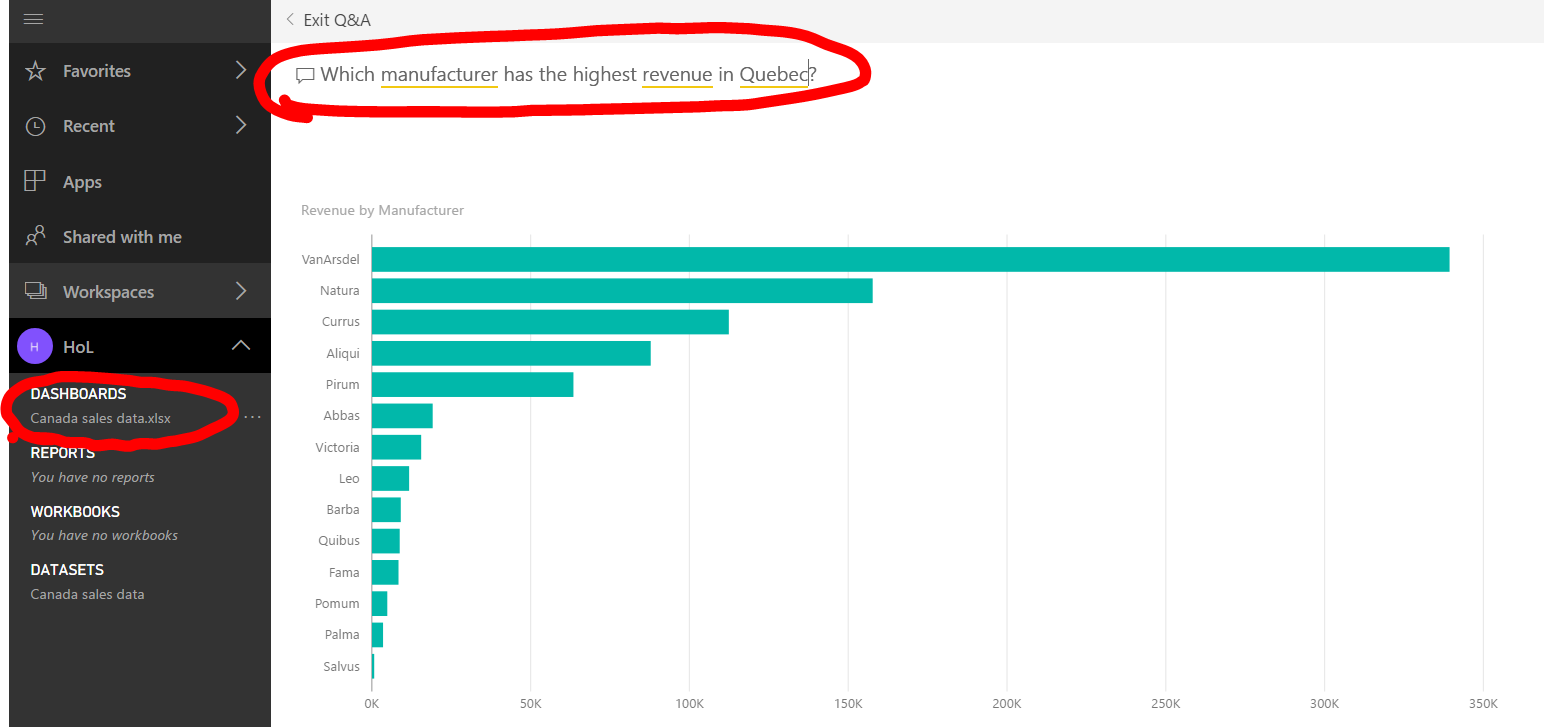 Exit Q&A
Which manufacturer has the highest revenue in Quebec?
Favorites
Recent
Apps
Shared with me
Workspaces
H HoL
DASHBOARDS
Canada sales data.xlsx ...
REPORTS
You have no reports
WORKBOOKS
You have no workbooks
DATASETS
Canada sales data
Revenue by Manufacturer
VanArsdel
Natura
Currus
Aliqui
Pirum
Abbas
Victoria
Leo
Barba
Quibus
Fama
Pomum
Palma
Salvus
0K 50K 100K 150K 200K 250K 300K 350K